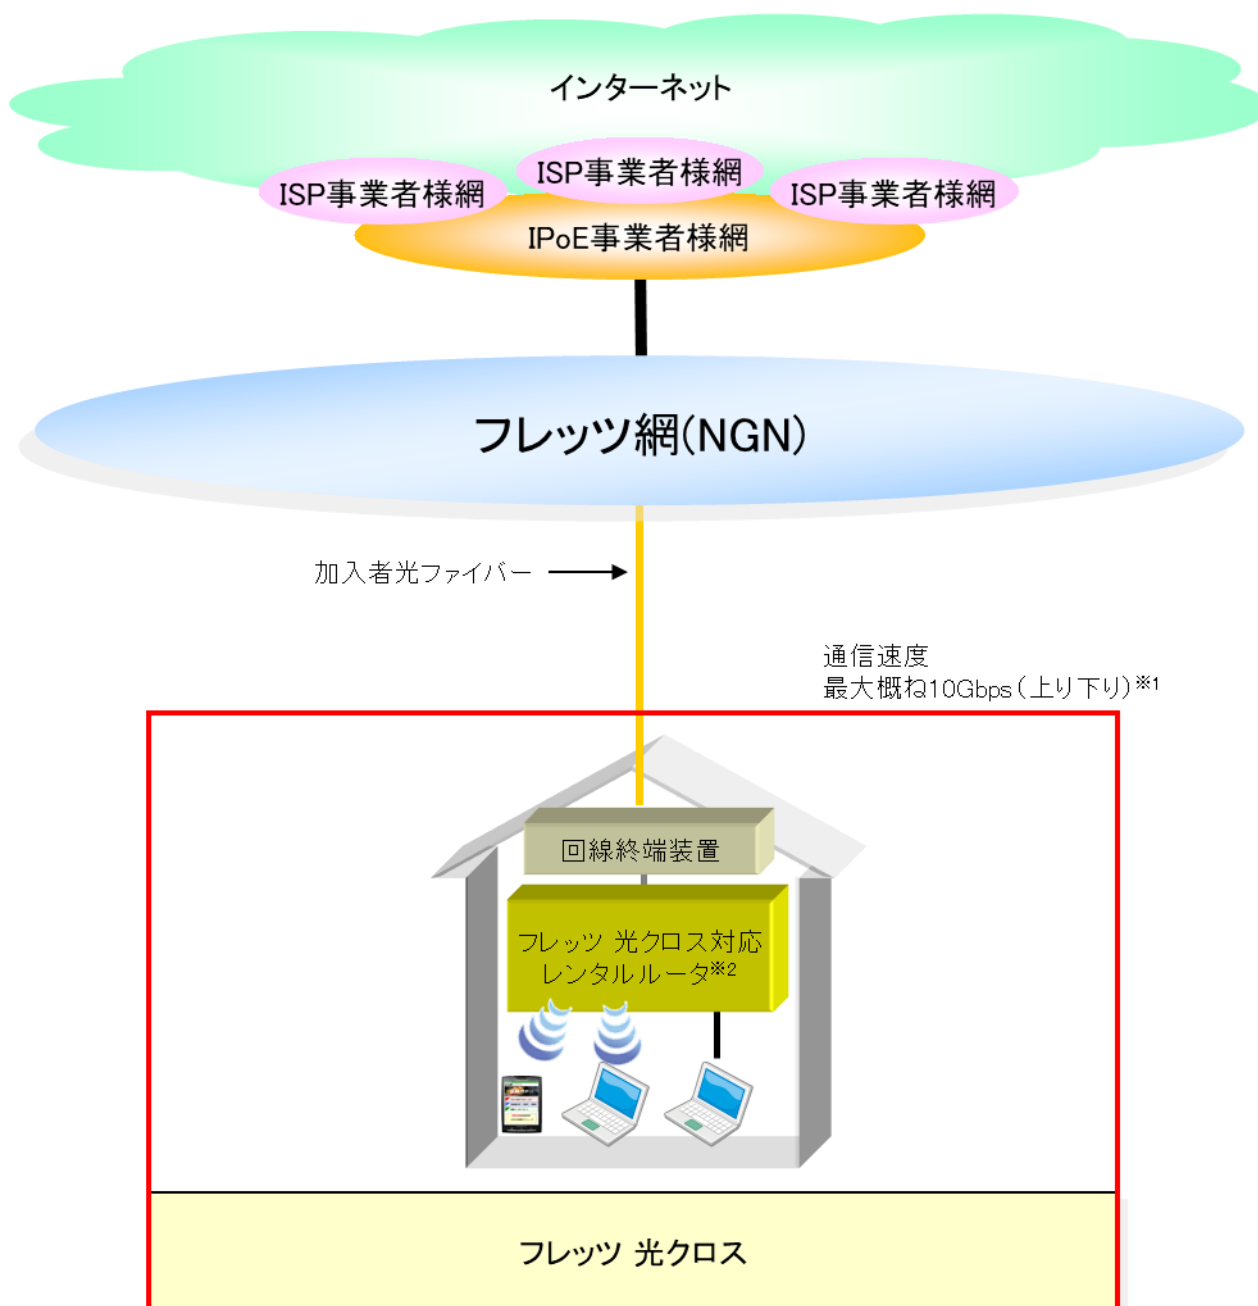 インターネット
ISP事業者様網
ISP事業者様網
ISP事業者様網
IPoE事業者様網
フレッツ網(NGN)
加入者光ファイバー
通信速度
最大概ね10Gbps(上り下り)※1
回線終端装置
フレッツ 光クロス対応
レンタルルータ※2
フレッツ 光クロス